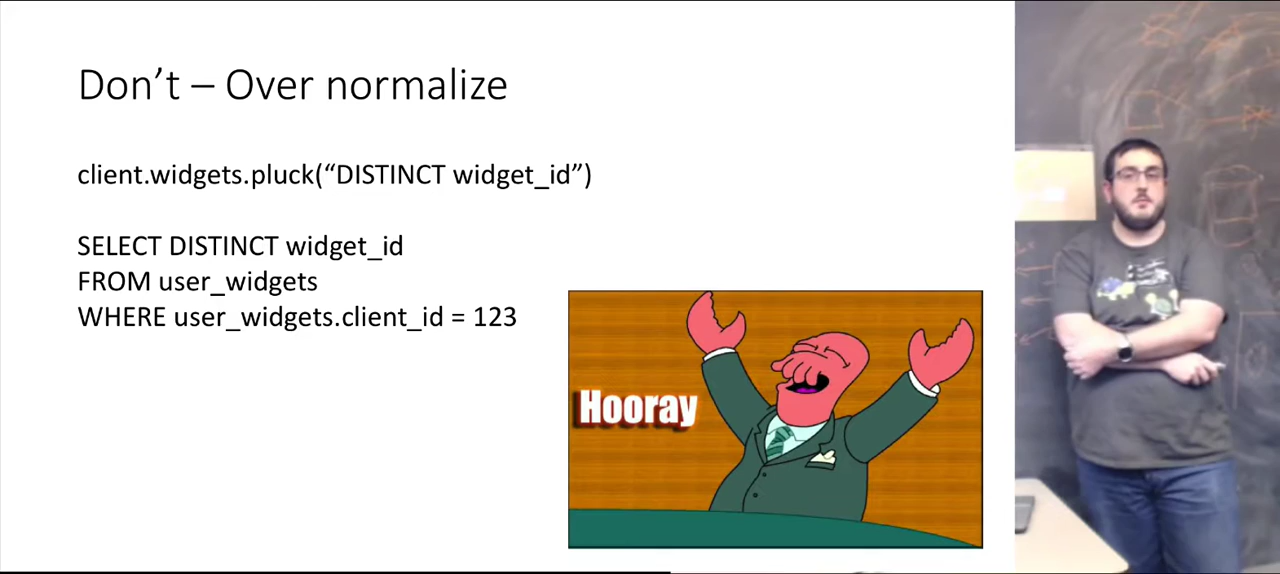 Don’t – Over normalize
client.widgets.pluck(“DISTINCT widget_id”)
SELECT DISTINCT widget_id
FROM user_widgets
WHERE user_widgets.client_id = 123
Hooray